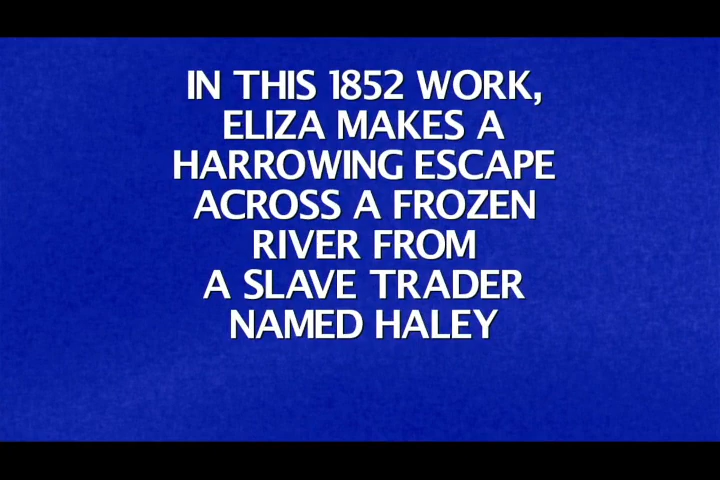 IN THIS 1852 WORK,
ELIZA MAKES A
HARROWING ESCAPE
ACROSS A FROZEN
RIVER FROM
A SLAVE TRADER
NAMED HALEY